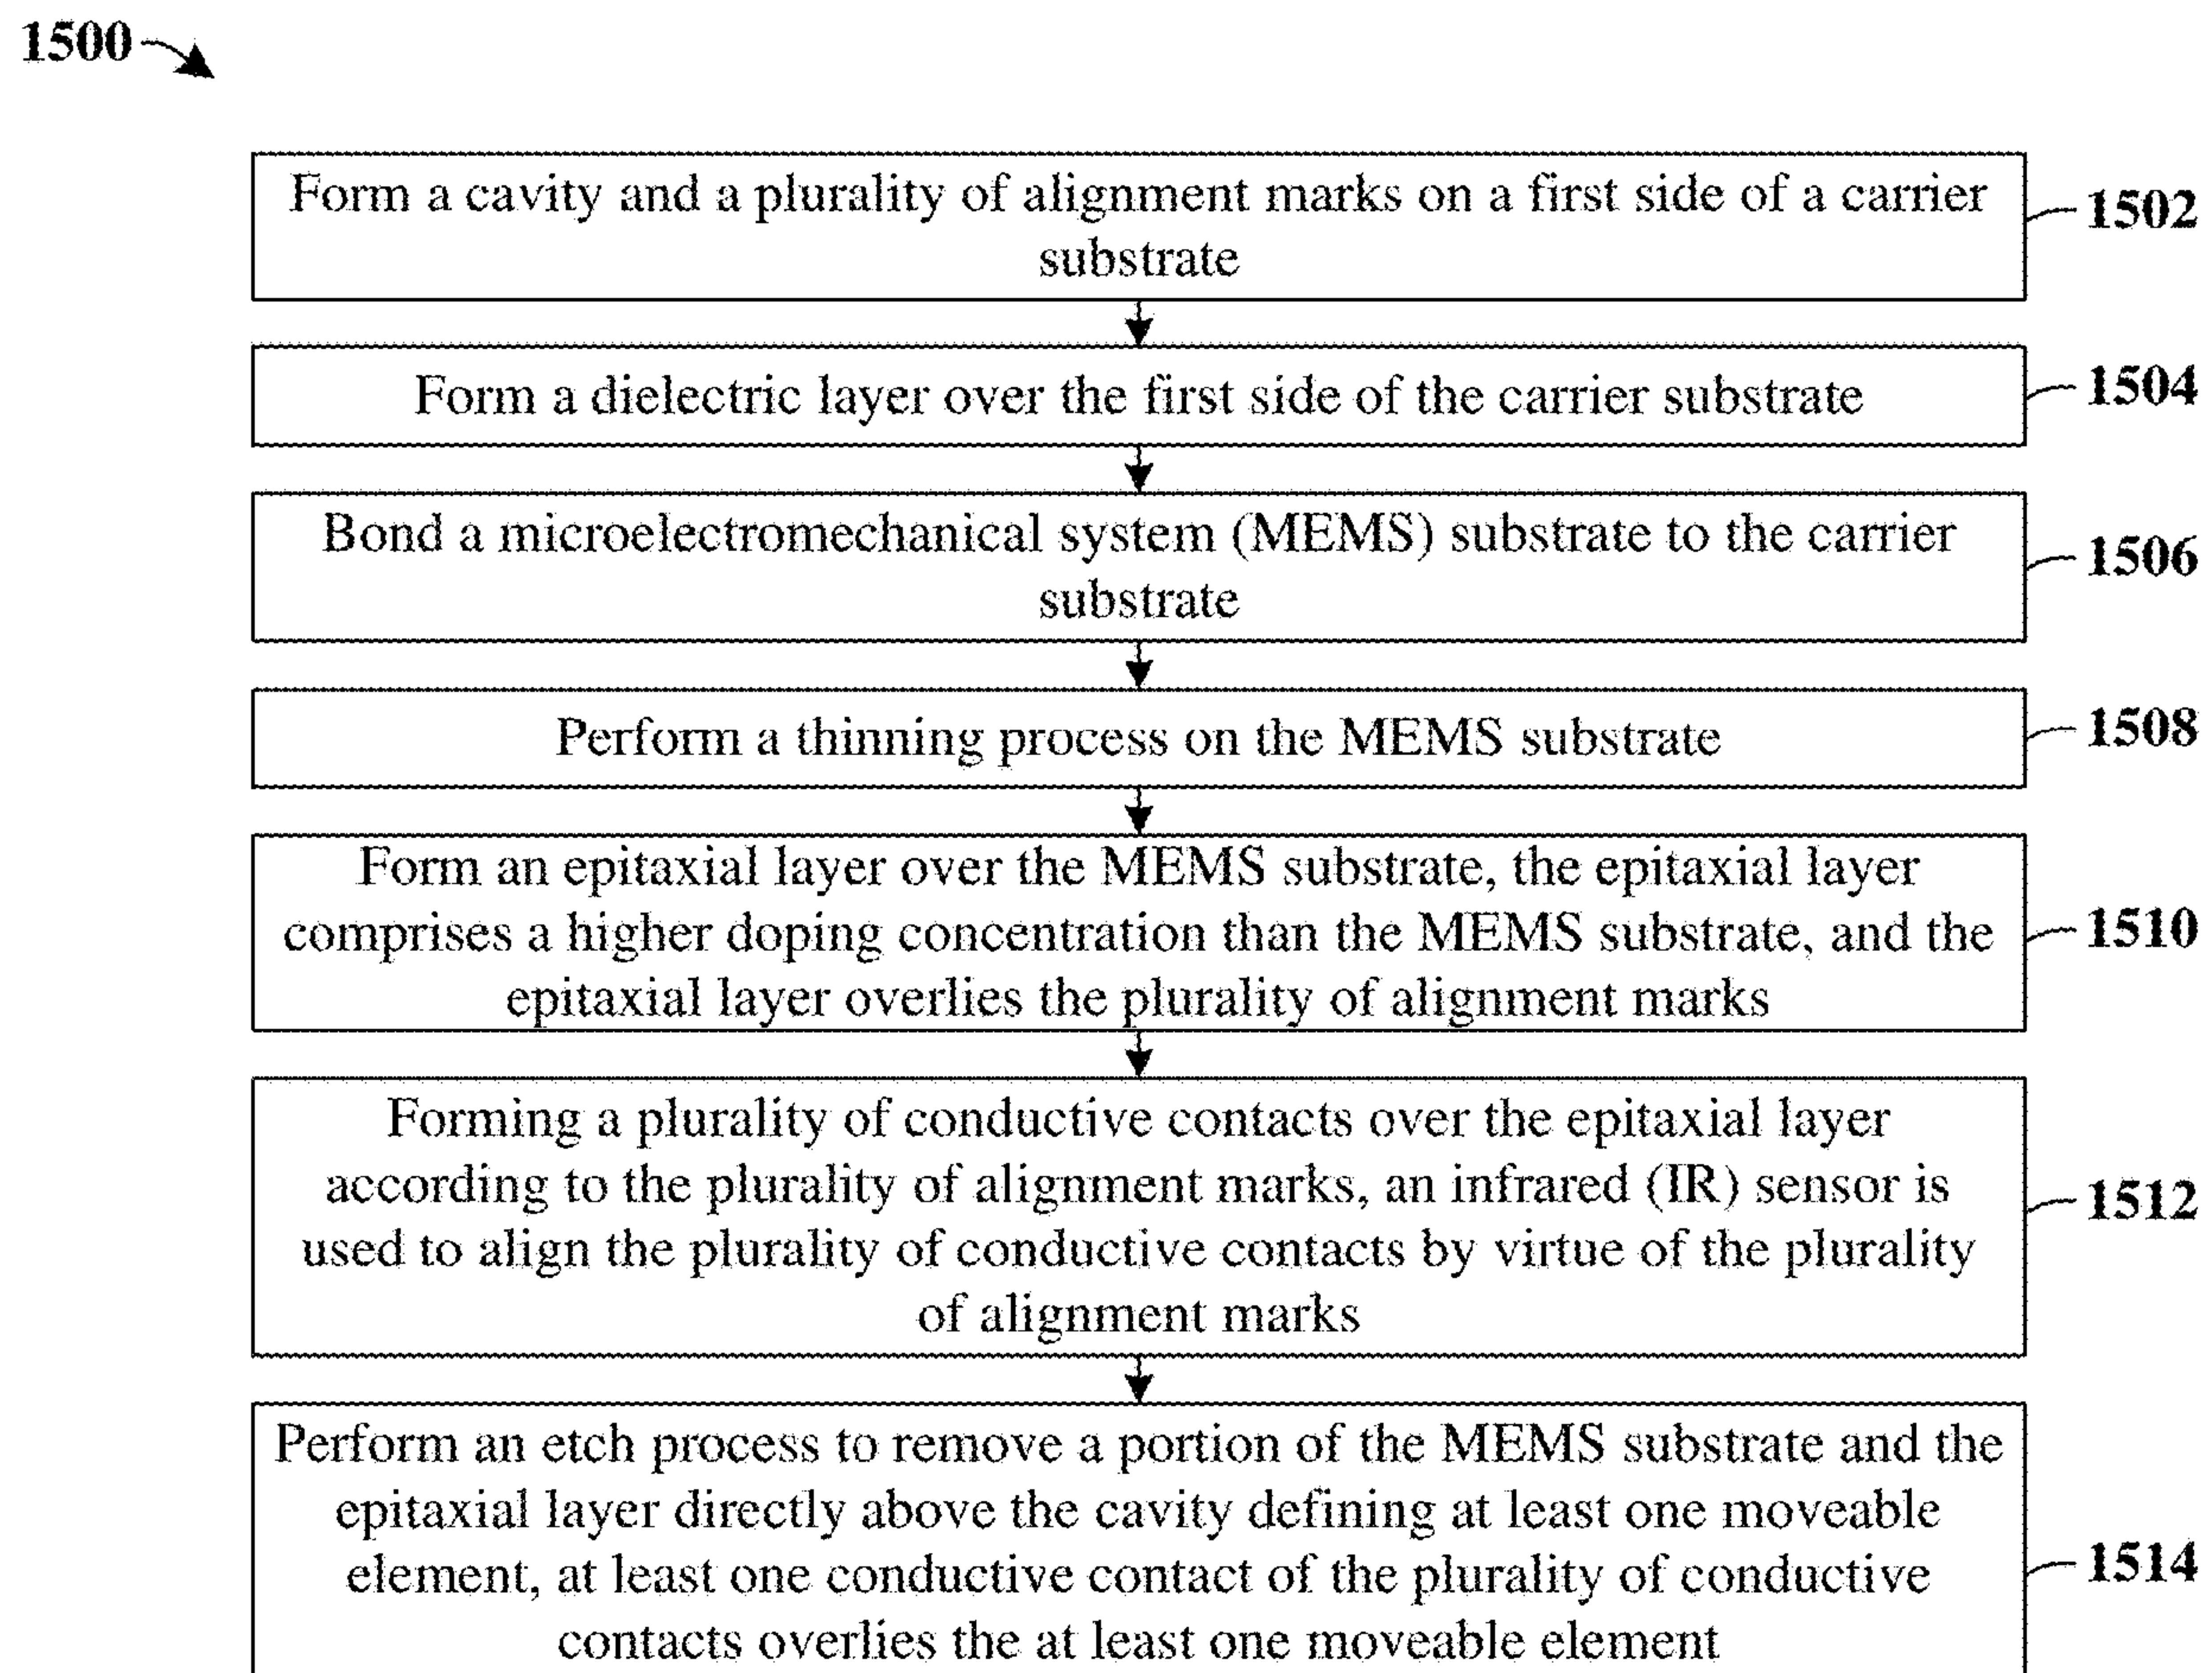 1500
Form a cavity and a plurality of alignment marks on a first side of a carrier
substrate
1502
Form a dielectric layer over the first side of the carrier substrate
1504
Bond a microelectromechanical system (MEMS) substrate to the carrier
substrate
1506
Perform a thinning process on the MEMS substrate
1508
Form an epitaxial layer over the MEMS substrate, the epitaxial layer
comprises a higher doping concentration than the MEMS substrate, and the
epitaxial layer overlies the plurality of alignment marks
1510
Forming a plurality of conductive contacts over the epitaxial layer
according to the plurality of alignment marks, an infrared (IR) sensor is
used to align the plurality of conductive contacts by virtue of the plurality
of alignment marks
1512
Perform an etch process to remove a portion of the MEMS substrate and the
epitaxial layer directly above the cavity defining at least one moveable
element, at least one conductive contact of the plurality of conductive
contacts overlies the at least one moveable element
1514